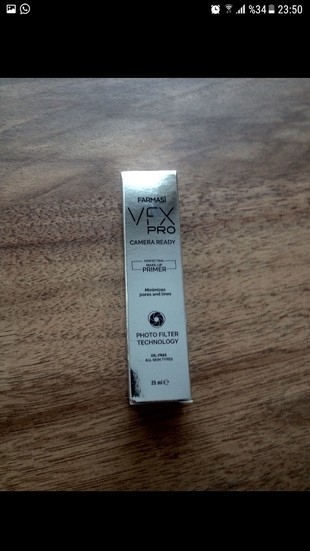 %34 23:50
FARMASİ
VFX
PRO
CAMERA READY
PERFECTING
MAKE-UP
PRIMER
Minimizes
pores and lines
PHOTO FILTER
TECHNOLOGY
OIL-FREE
ALL SKIN TYPES
25 ml e